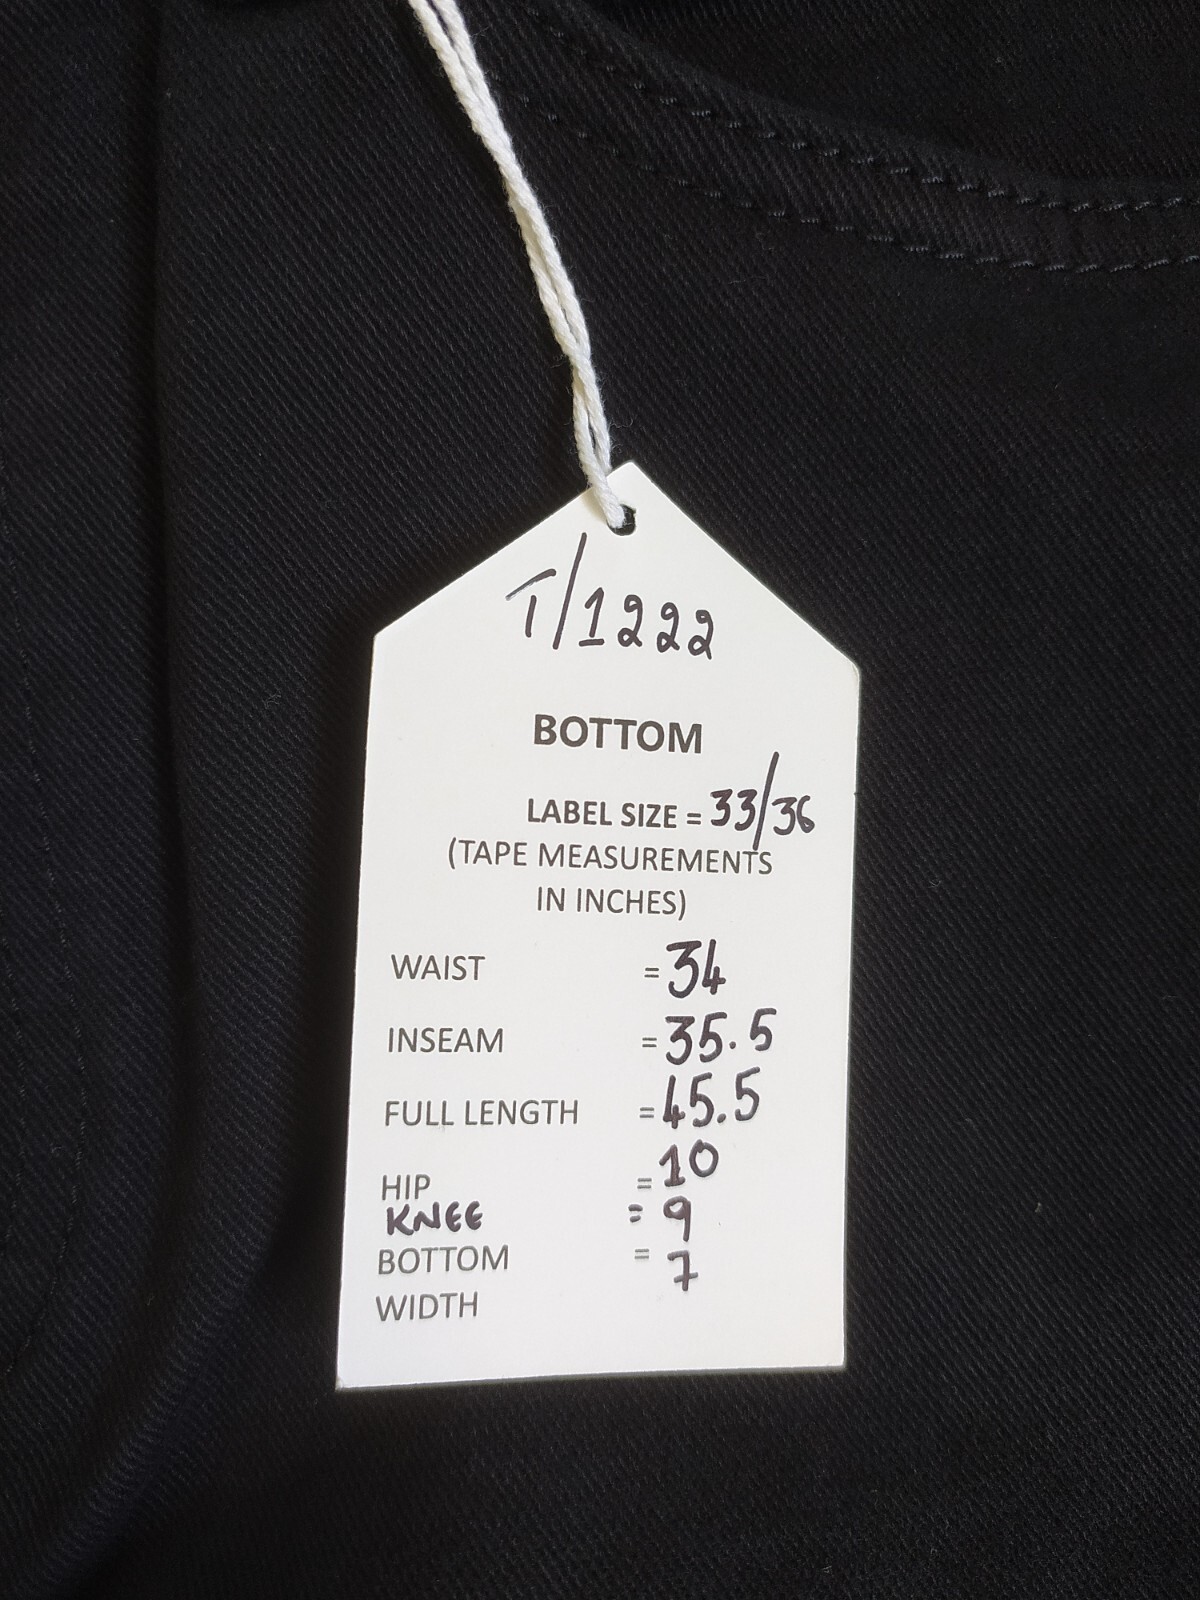 T/1222
BOTTOM
LABEL SIZE = 33/36
(TAPE MEASUREMENTS
IN INCHES)
WAIST = 34
INSEAM = 35.5
FULL LENGTH = 45.5
HIP = 10
KNEE = 9
BOTTOM = 7
WIDTH